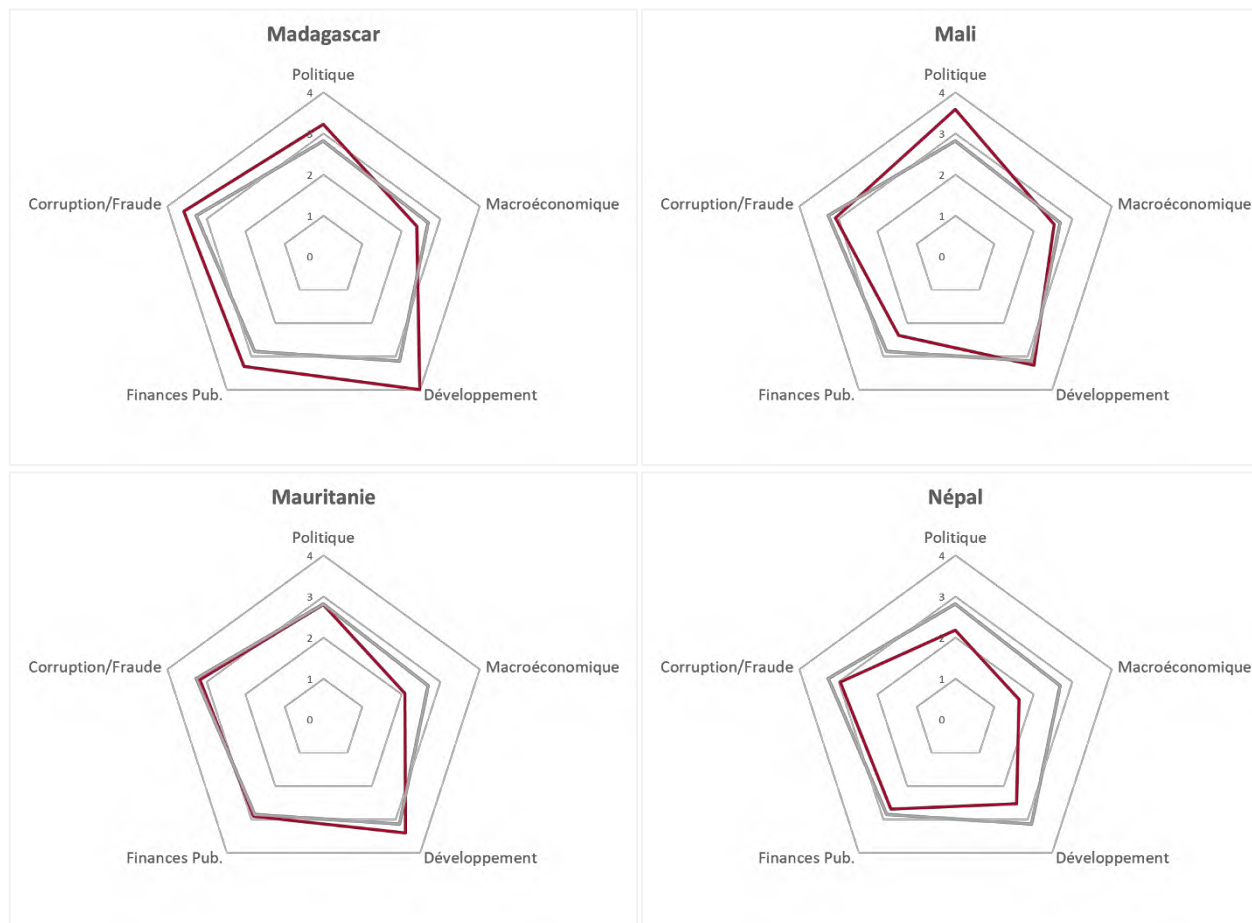 Madagascar
Politique
4
3
2
1
0
Corruption/Fraude
Macroéconomique
Finances Pub.
Développement
Mali
Politique
4
3
2
1
0
Corruption/Fraude
Macroéconomique
Finances Pub.
Développement
Mauritanie
Politique
4
3
2
1
0
Corruption/Fraude
Macroéconomique
Finances Pub.
Développement
Népal
Politique
4
3
2
1
0
Corruption/Fraude
Macroéconomique
Finances Pub.
Développement